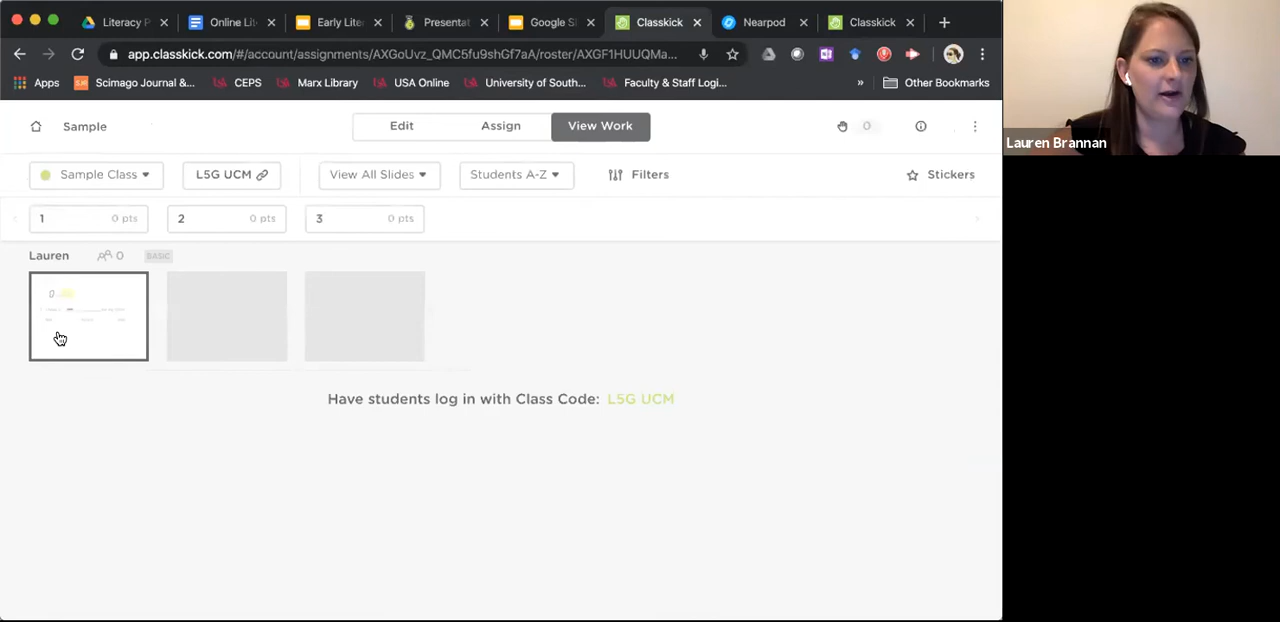 Literacy P
Online Lit
Early Liter
Presentat
Google Sl
Classkick
Nearpod
Classkick
app.classkick.com/#/account/assignments/AXGoUvz_QMC5fu9shGf7aA/roster/AXGF1HUUQMa...
Apps
Scimago Journal &...
CEPS
Marx Library
USA Online
University of South...
Faculty & Staff Logi...
»
Other Bookmarks
Lauren Brannan
Sample
Edit
Assign
View Work
0
Sample Class
L5G UCM
View All Slides
Students A-Z
Filters
Stickers
1 0 pts
2 0 pts
3 0 pts
Lauren
0
BASIC
Have students log in with Class Code: L5G UCM